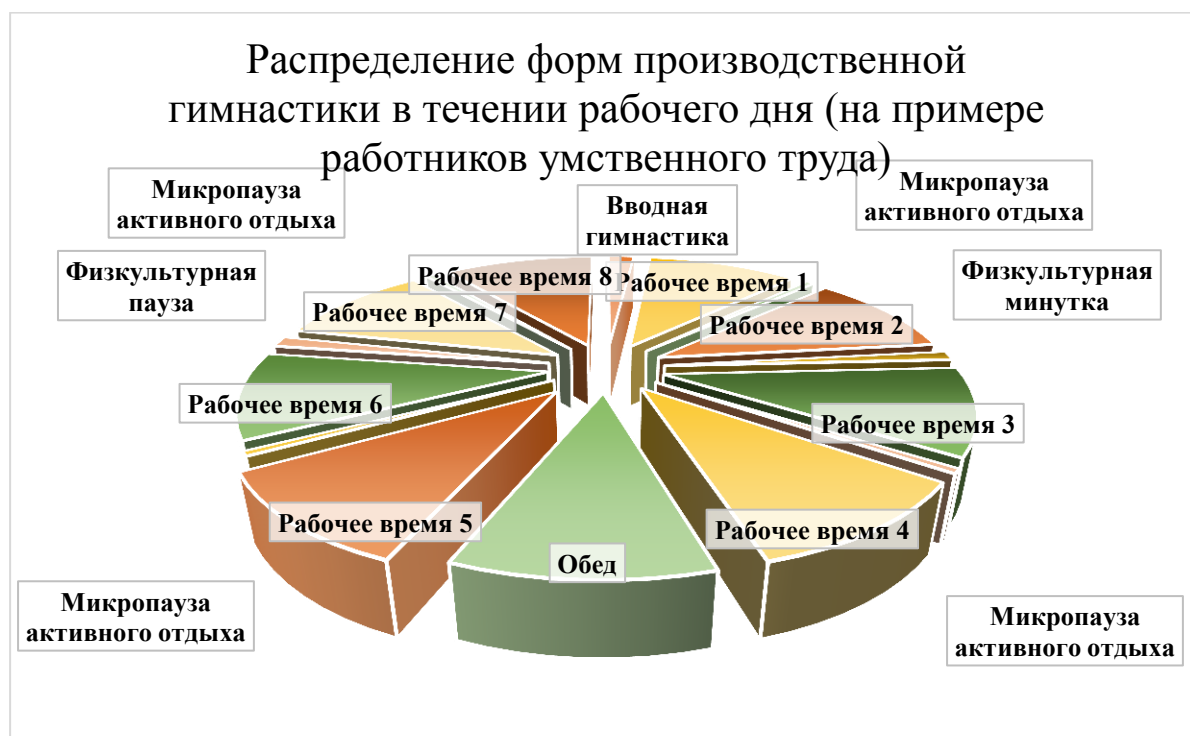 Распределение форм производственной
гимнастики в течении рабочего дня (на примере
работников умственного труда)
Микропауза
активного отдыха
Вводная
гимнастика
Микропауза
активного отдыха
Физкультурная
пауза
Рабочее время 8
Рабочее время 1
Физкультурная
минутка
Рабочее время 7
Рабочее время 2
Рабочее время 6
Рабочее время 3
Рабочее время 5
Рабочее время 4
Обед
Микропауза
активного отдыха
Микропауза
активного отдыха